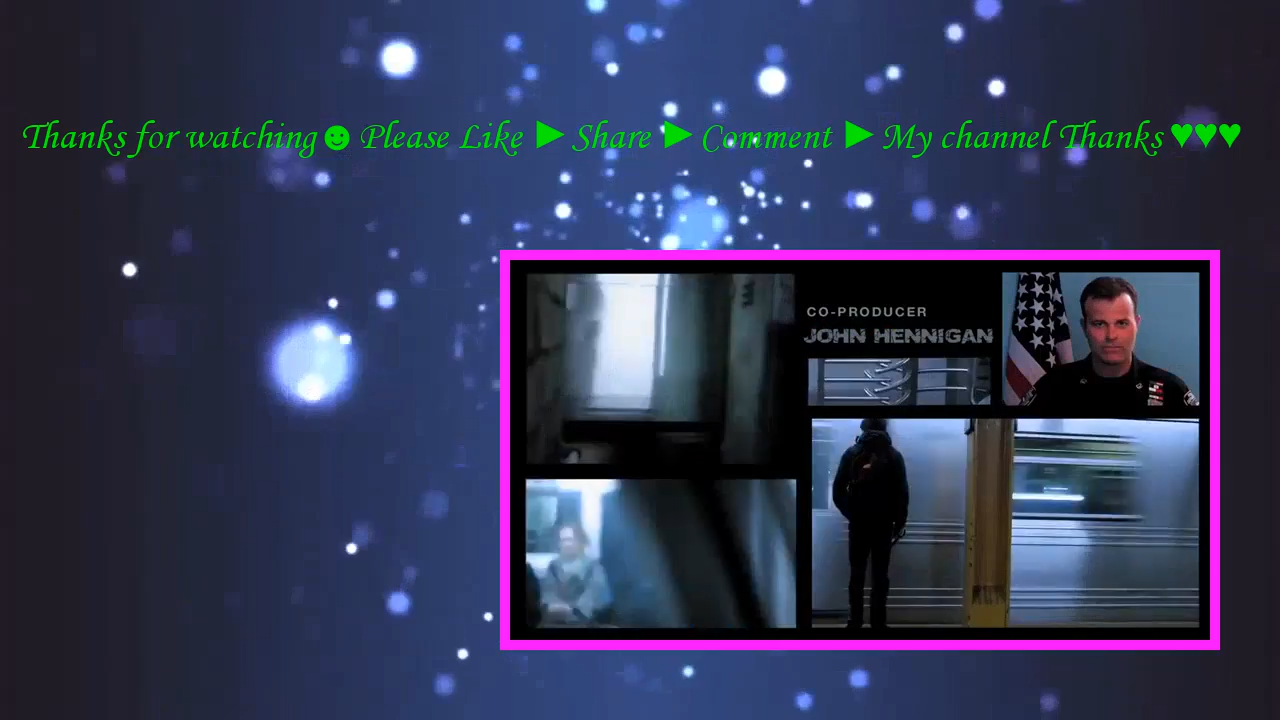 Thanks for watching☻Please Like ► Share ► Comment ► My channel Thanks ♥♥♥
CO-PRODUCER
JOHN HENNIGAN